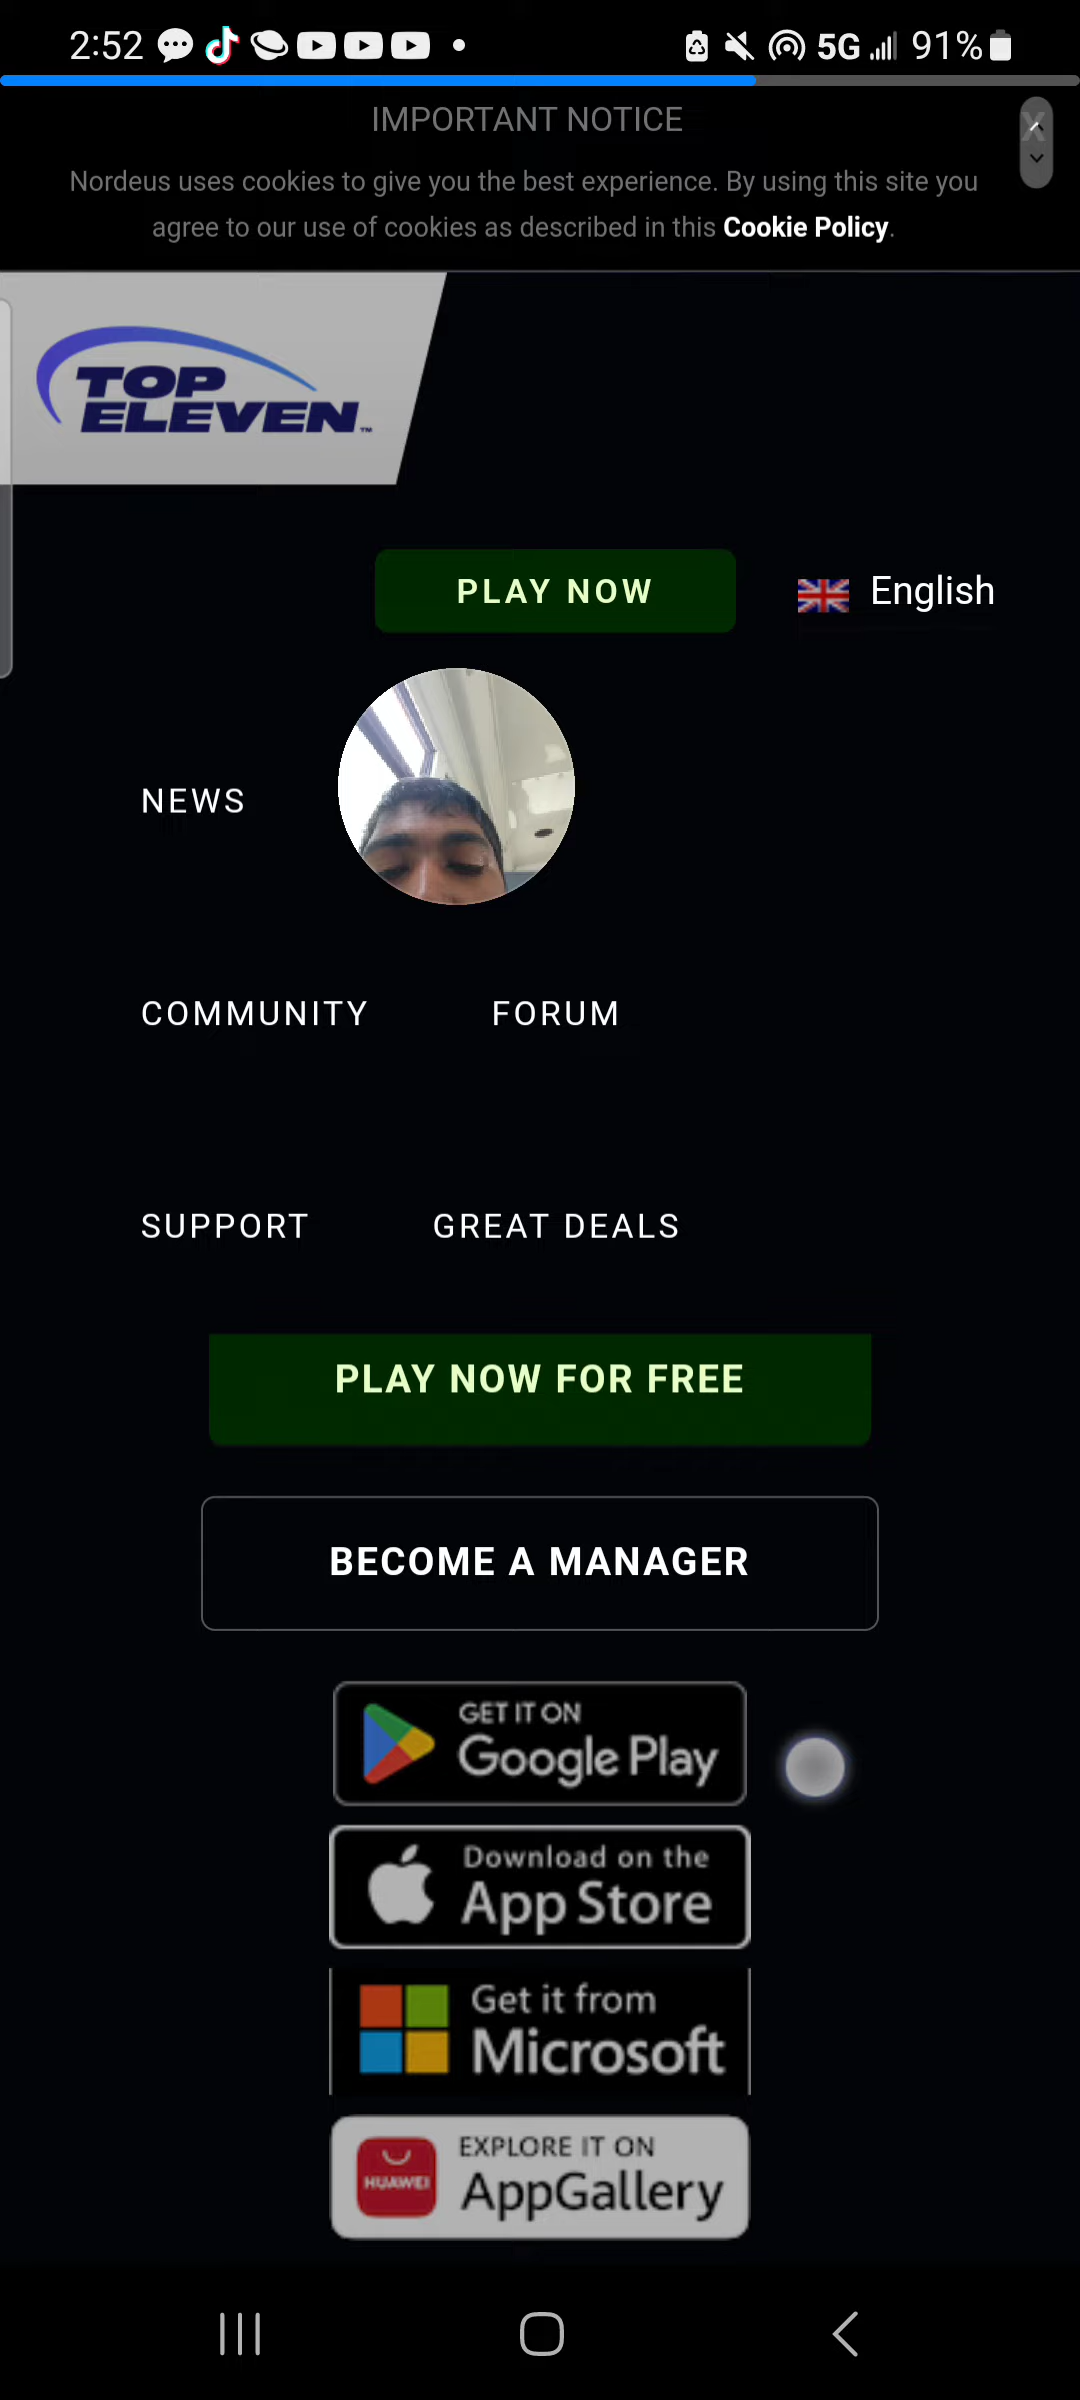 2:52 5G 91%
IMPORTANT NOTICE
X
Nordeus uses cookies to give you the best experience. By using this site you
agree to our use of cookies as described in this Cookie Policy.
TOP
ELEVEN™
PLAY NOW
English
NEWS
COMMUNITY FORUM
SUPPORT GREAT DEALS
PLAY NOW FOR FREE
BECOME A MANAGER
GET IT ON
Google Play
Download on the
App Store
Get it from
Microsoft
EXPLORE IT ON
HUAWEI
AppGallery